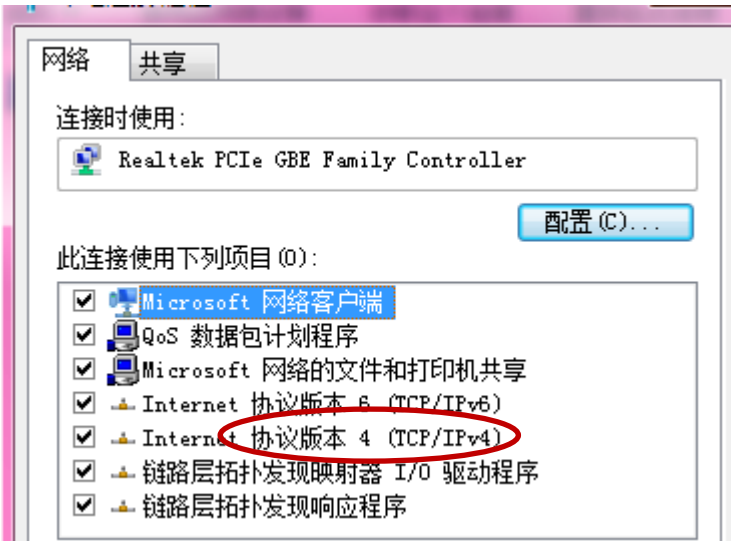 网络
共享
连接时使用:
Realtek PCIe GBE Family Controller
配置(C)...
此连接使用下列项目(O):
Microsoft 网络客户端
QoS 数据包计划程序
Microsoft 网络的文件和打印机共享
Internet 协议版本 6 (TCP/IPv6)
Internet 协议版本 4 (TCP/IPv4)
链路层拓扑发现映射器 I/O 驱动程序
链路层拓扑发现响应程序